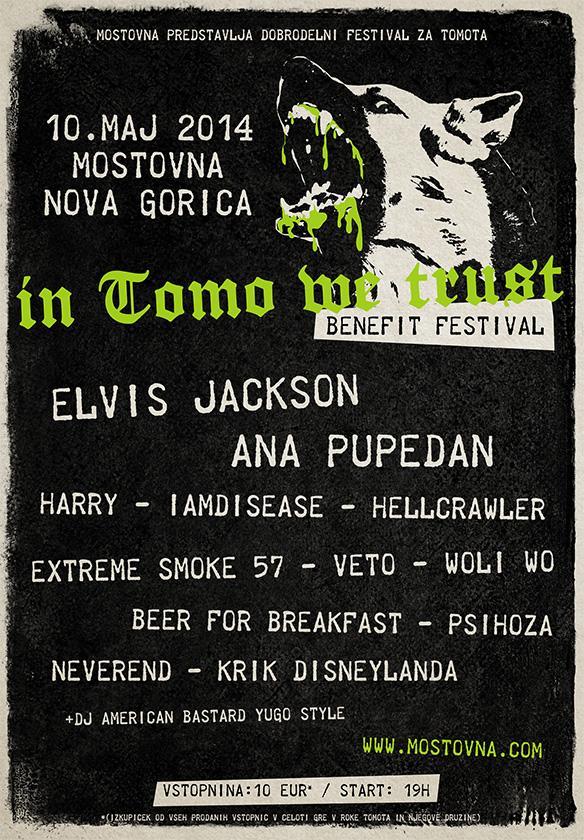 MOSTOVNA PREDSTAVLJA DOBRODELNI FESTIVAL ZA TOMOTA
10.MAJ 2014
MOSTOVNA
NOVA GORICA
in Tomo we trust
BENEFIT FESTIVAL
ELVIS JACKSON
ANA PUPEDAN
HARRY - IAMDISEASE - HELLCRAWLER
EXTREME SMOKE 57 - VETO - WOLI WO
BEER FOR BREAKFAST - PSIHOZA
NEVEREND - KRIK DISNEYLANDA
+DJ AMERICAN BASTARD YUGO STYLE
WWW.MOSTOVNA.COM
VSTOPNINA:10 EUR* / START: 19H
*(IZKUPICEK OD VSEH PRODANIH VSTOPNIC V CELOTI GRE V ROKE TOMOTA IN NJEGOVE DRUZINE)